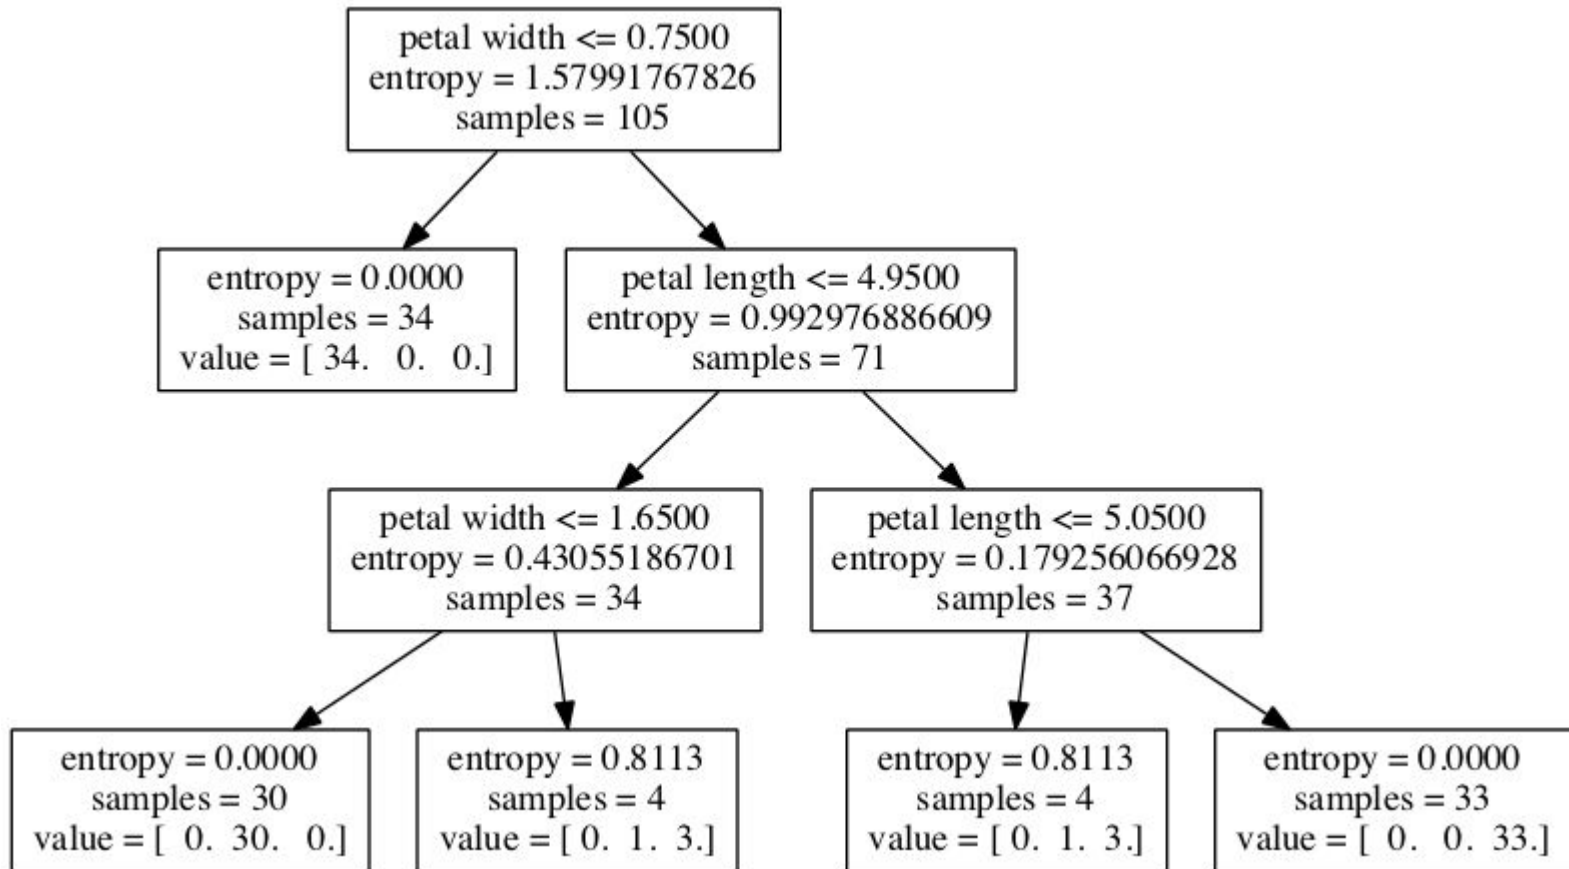 petal width <= 0.7500
entropy = 1.57991767826
samples = 105
entropy = 0.0000
samples = 34
value = [ 34.   0.   0.]
petal length <= 4.9500
entropy = 0.992976886609
samples = 71
petal width <= 1.6500
entropy = 0.43055186701
samples = 34
petal length <= 5.0500
entropy = 0.179256066928
samples = 37
entropy = 0.0000
samples = 30
value = [  0.  30.   0.]
entropy = 0.8113
samples = 4
value = [ 0.  1.  3.]
entropy = 0.8113
samples = 4
value = [ 0.  1.  3.]
entropy = 0.0000
samples = 33
value = [  0.   0.  33.]